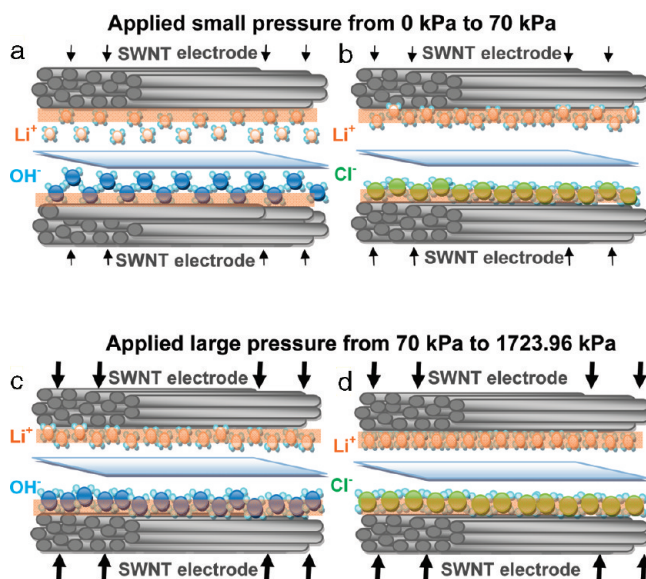 Applied small pressure from 0 kPa to 70 kPa
a
SWNT electrode
Li⁺
OH⁻
SWNT electrode
b
SWNT electrode
Li⁺
Cl⁻
SWNT electrode
Applied large pressure from 70 kPa to 1723.96 kPa
c
SWNT electrode
Li⁺
OH⁻
SWNT electrode
d
SWNT electrode
Li⁺
Cl⁻
SWNT electrode